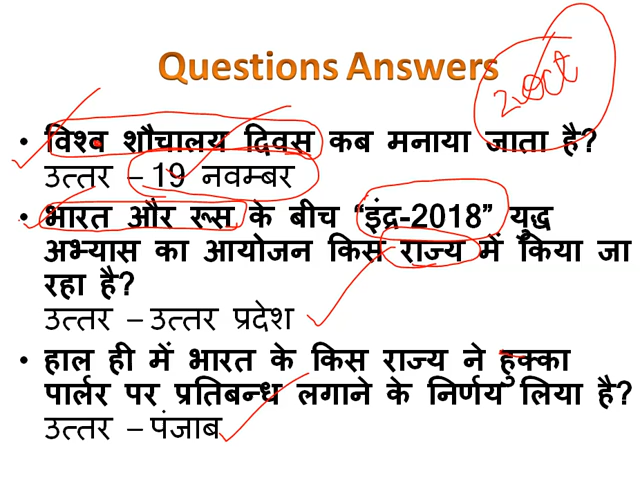 Questions Answers
2 oct
• विश्व शौचालय दिवस कब मनाया जाता है?
उत्तर – 19 नवम्बर
• भारत और रूस के बीच “इंद्र-2018” युद्ध
अभ्यास का आयोजन किस राज्य में किया जा
रहा है?
उत्तर – उत्तर प्रदेश
• हाल ही में भारत के किस राज्य ने हुक्का
पार्लर पर प्रतिबन्ध लगाने के निर्णय लिया है?
उत्तर – पंजाब